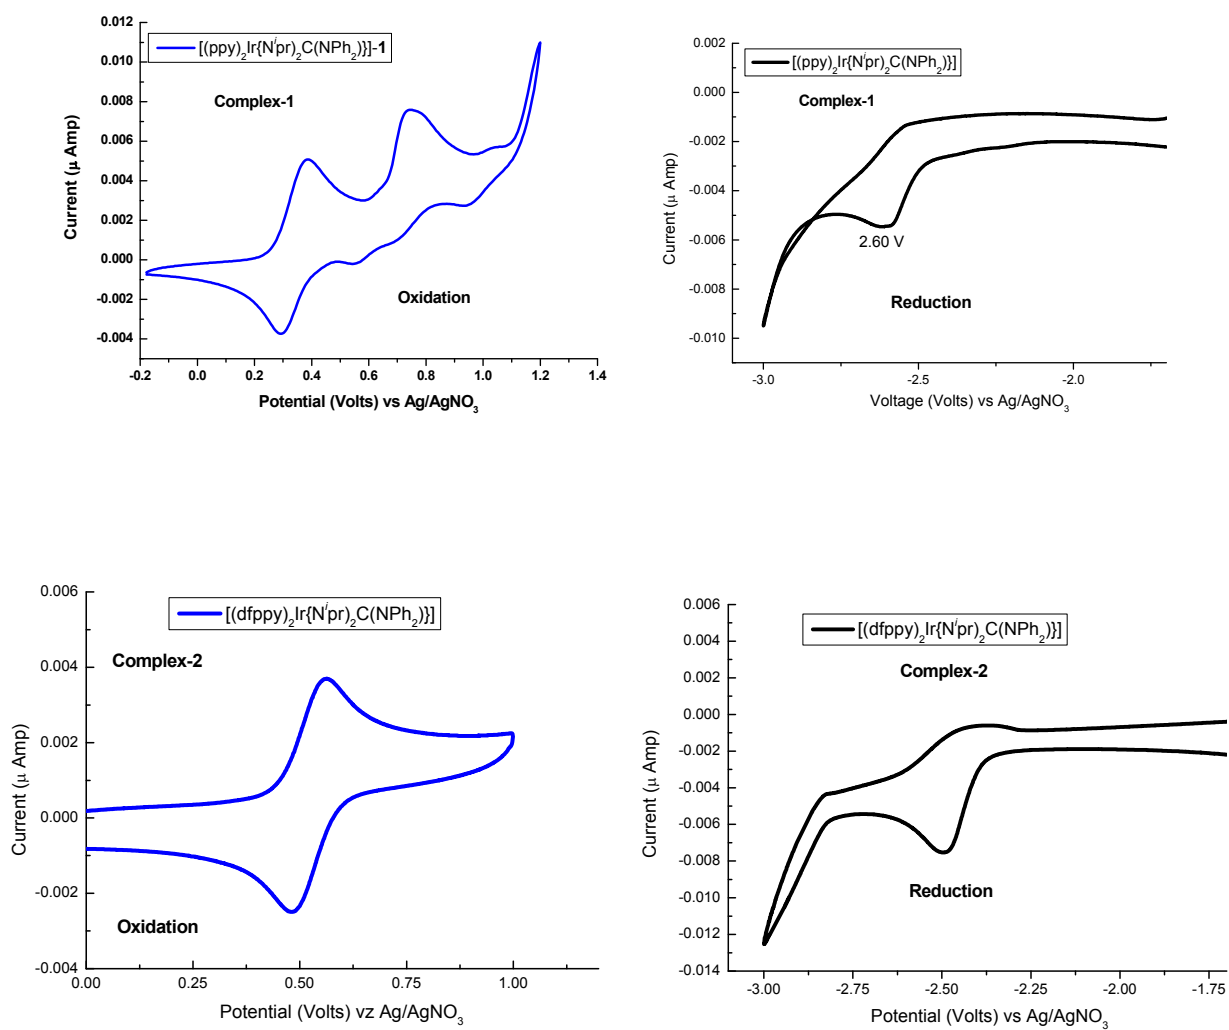 [(ppy)₂Ir{NⁱPr)₂C(NPh₂)}]-1
Complex-1
Oxidation
Current (μ Amp)
0.012
0.010
0.008
0.006
0.004
0.002
0.000
-0.002
-0.004
-0.2 0.0 0.2 0.4 0.6 0.8 1.0 1.2 1.4
Potential (Volts) vs Ag/AgNO₃
[(ppy)₂Ir{Nⁱpr)₂C(NPh₂)}]
Complex-1
2.60 V
Reduction
Current (μ Amp)
0.002
0.000
-0.002
-0.004
-0.006
-0.008
-0.010
-3.0 -2.5 -2.0
Voltage (Volts) vs Ag/AgNO₃
[(dfppy)₂Ir{Nⁱpr)₂C(NPh₂)}]
Complex-2
Oxidation
Current (μ Amp)
0.006
0.004
0.002
0.000
-0.002
-0.004
0.00 0.25 0.50 0.75 1.00
Potential (Volts) vz Ag/AgNO₃
[(dfppy)₂Ir{Nⁱpr)₂C(NPh₂)}]
Complex-2
Reduction
Current (μ Amp)
0.006
0.004
0.002
0.000
-0.002
-0.004
-0.006
-0.008
-0.010
-0.012
-0.014
-3.00 -2.75 -2.50 -2.25 -2.00 -1.75
Potential (Volts) vs Ag/AgNO₃